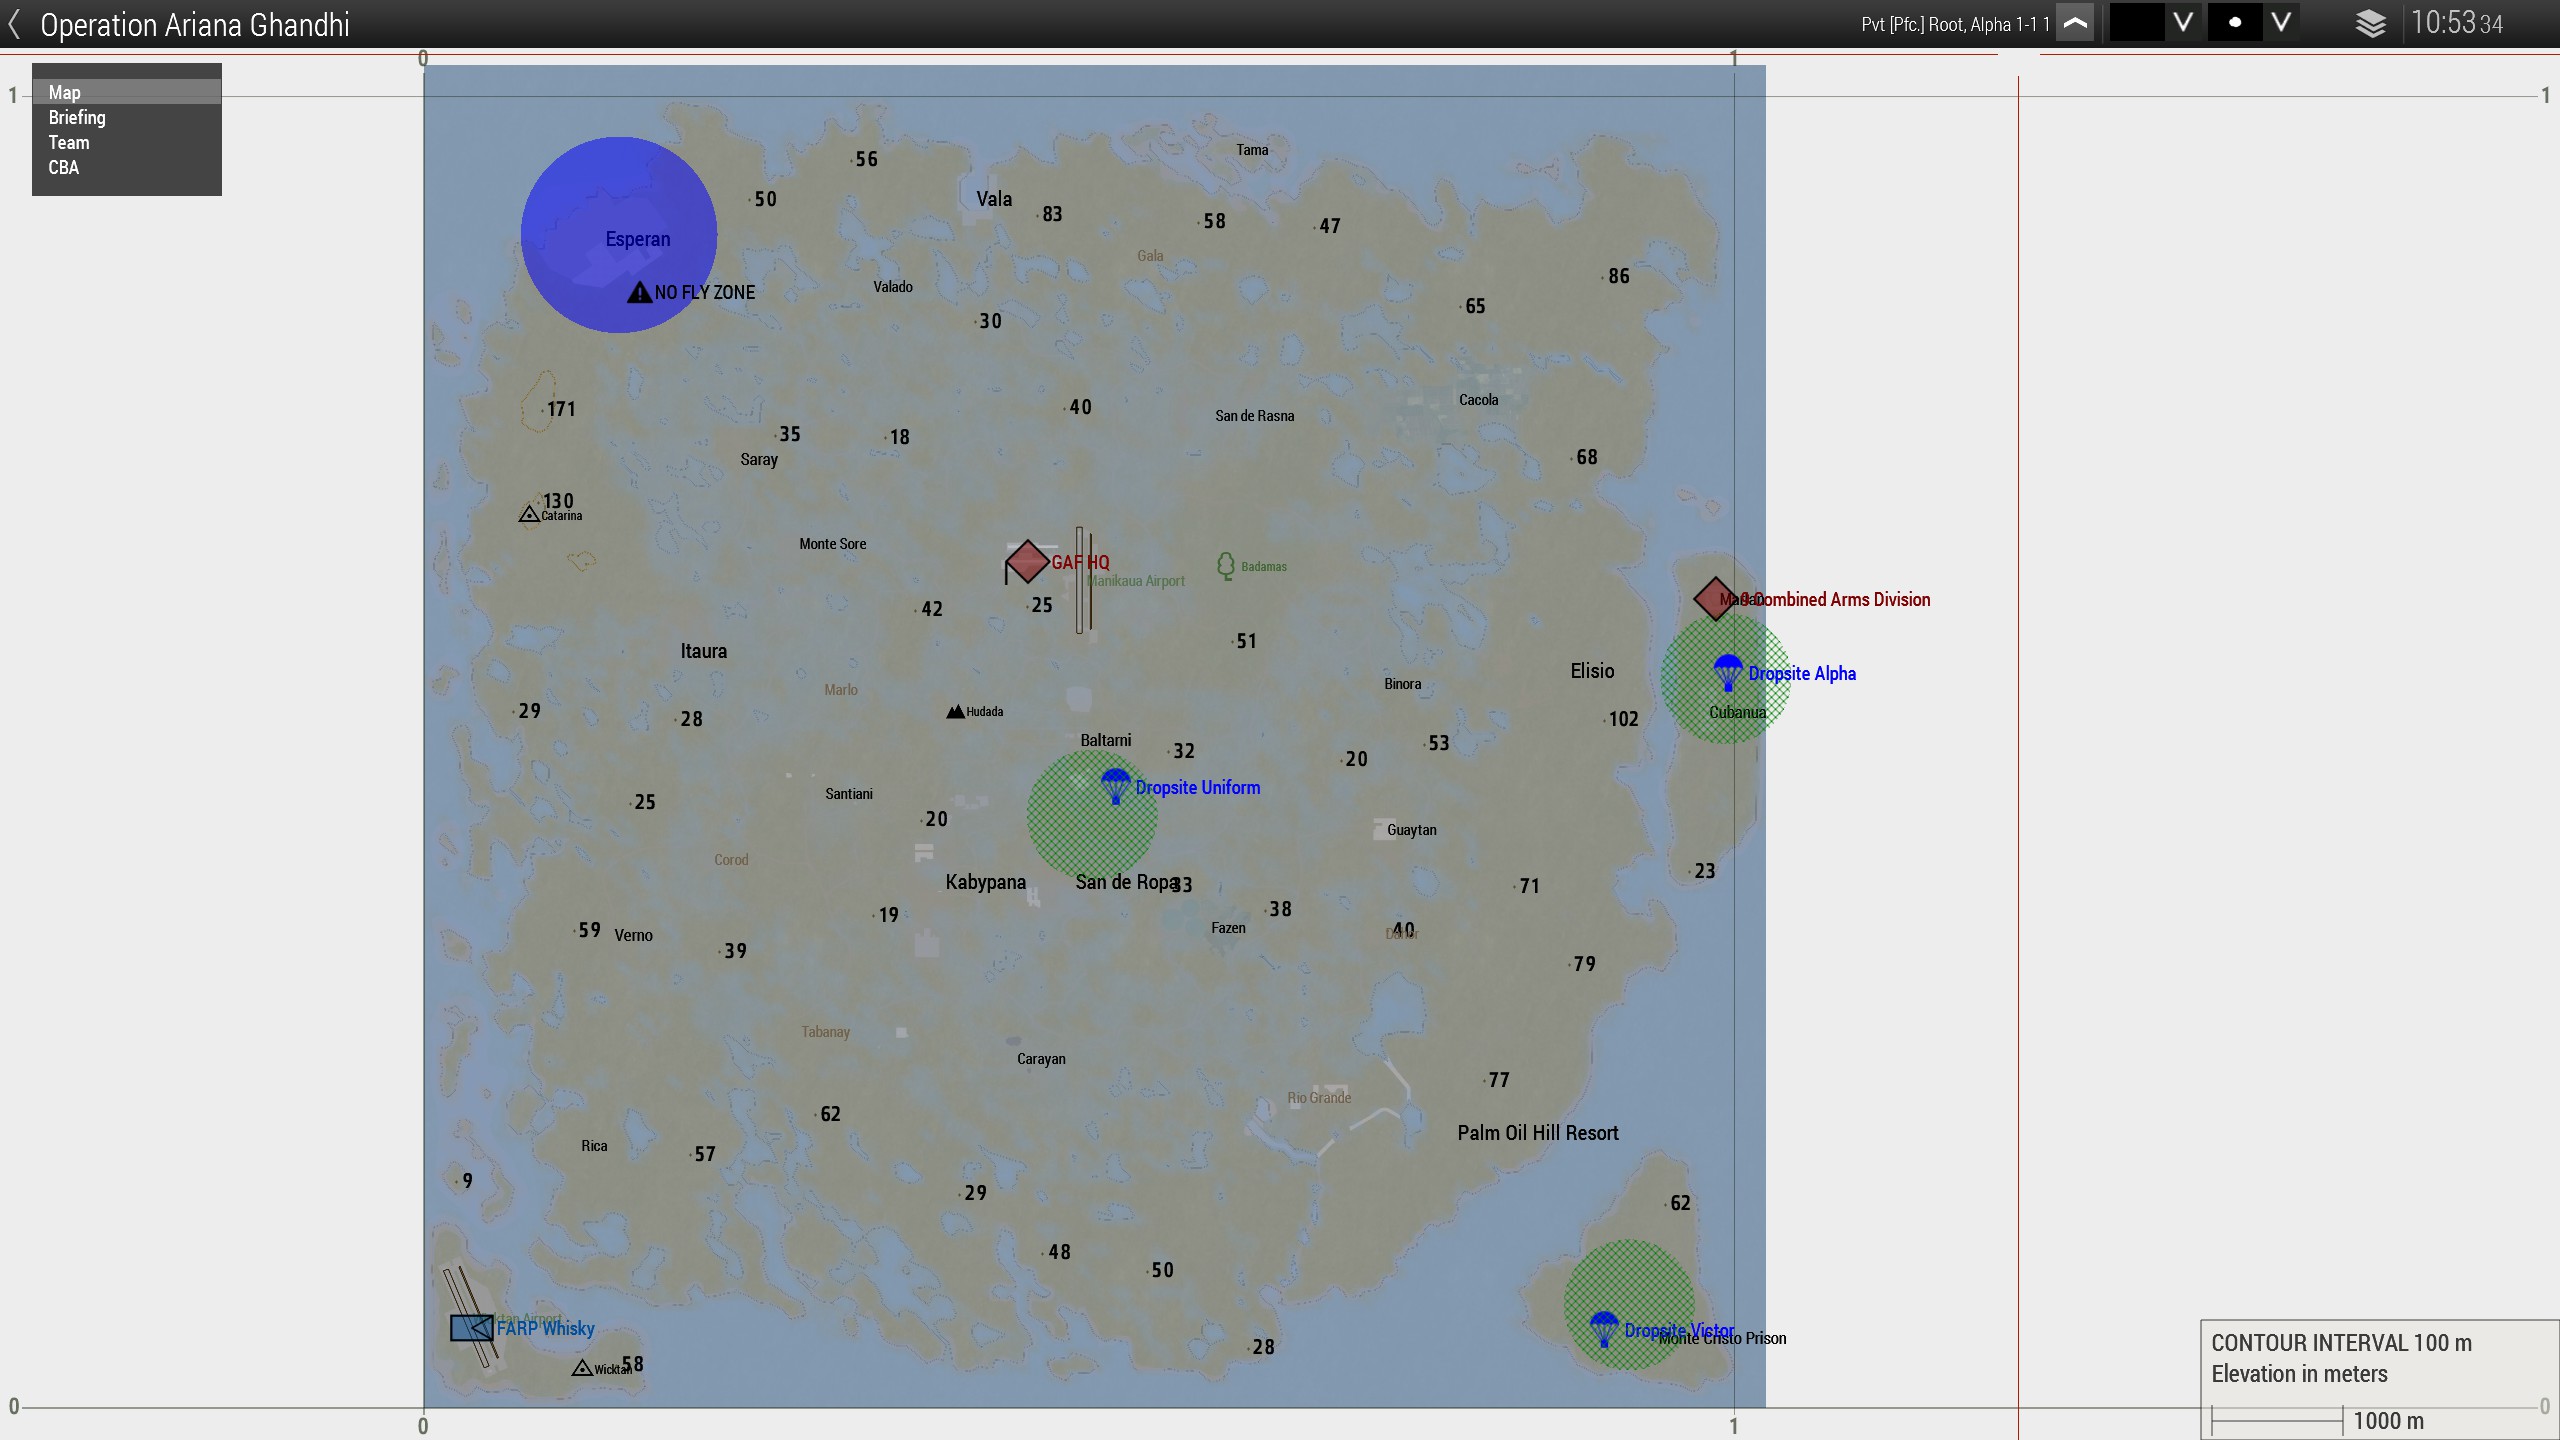 Operation Ariana Ghandhi
Pvt [Pfc.] Root, Alpha 1-1 1
10:53 34
Map
Briefing
Team
CBA
0
1
1
1
Tama
56
50
Vala
83
58
47
Esperan
Gala
86
NO FLY ZONE
Valado
65
30
Cacola
171
40
San de Rasna
35
18
Saray
68
130
Catarina
Monte Sore
GAF HQ
Badamas
Manikaua Airport
42
25
Combined Arms Division
51
Itaura
Elisio
Dropsite Alpha
Binora
Marlo
29
28
Hudada
102
Cubanua
Baltarni
32
53
20
Dropsite Uniform
Santiani
25
20
Guaytan
Corod
23
Kabypana
San de Ropa
33
71
19
38
59
Verno
Fazen
40
39
79
Tabanay
Carayan
77
Rio Grande
62
Palm Oil Hill Resort
Rica
57
9
29
62
48
50
FARP Whisky
Dropsite Victor
Monte Cristo Prison
28
Wicktan
58
CONTOUR INTERVAL 100 m
Elevation in meters
1000 m
0
0
0
1